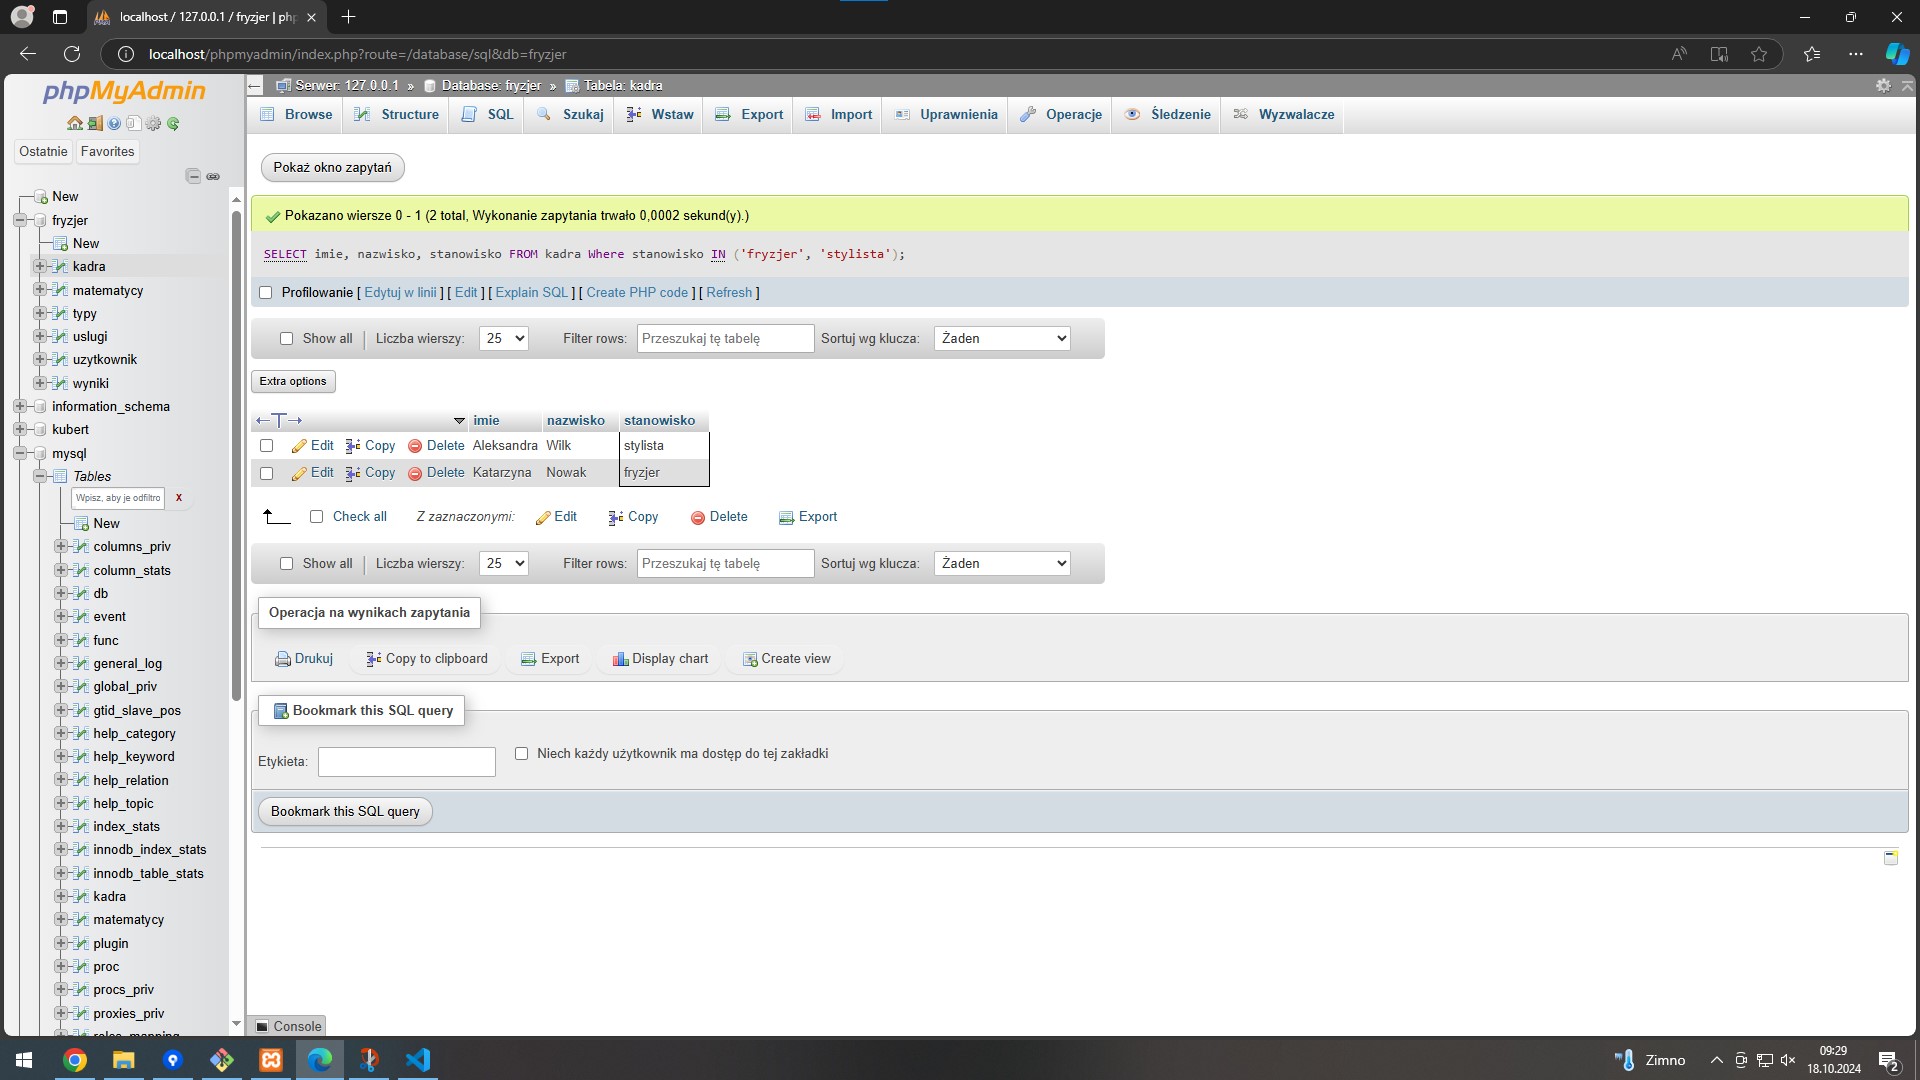 localhost / 127.0.0.1 / fryzjer | php
localhost/phpmyadmin/index.php?route=/database/sql&db=fryzjer
phpMyAdmin
Ostatnie
Favorites
New
fryzjer
New
kadra
matematycy
typy
uslugi
uzytkownik
wyniki
information_schema
kubert
mysql
Tables
Wpisz, aby je odfiltro
X
New
columns_priv
column_stats
db
event
func
general_log
global_priv
gtid_slave_pos
help_category
help_keyword
help_relation
help_topic
index_stats
innodb_index_stats
innodb_table_stats
kadra
matematycy
plugin
proc
procs_priv
proxies_priv
roles_mapping
Serwer: 127.0.0.1 » Database: fryzjer » Tabela: kadra
Browse Structure SQL Szukaj Wstaw Export Import Uprawnienia Operacje Śledzenie Wyzwalacze
Pokaż okno zapytań
Pokazano wiersze 0 - 1 (2 total, Wykonanie zapytania trwało 0,0002 sekund(y).)
SELECT imie, nazwisko, stanowisko FROM kadra Where stanowisko IN ('fryzjer', 'stylista');
Profilowanie [ Edytuj w linii ] [ Edit ] [ Explain SQL ] [ Create PHP code ] [ Refresh ]
Show all | Liczba wierszy: 25 Filter rows: Przeszukaj tę tabelę Sortuj wg klucza: Żaden
Extra options
imie nazwisko stanowisko
Edit Copy Delete Aleksandra Wilk stylista
Edit Copy Delete Katarzyna Nowak fryzjer
Check all Z zaznaczonymi: Edit Copy Delete Export
Show all | Liczba wierszy: 25 Filter rows: Przeszukaj tę tabelę Sortuj wg klucza: Żaden
Operacja na wynikach zapytania
Drukuj Copy to clipboard Export Display chart Create view
Bookmark this SQL query
Etykieta: Niech każdy użytkownik ma dostęp do tej zakładki
Bookmark this SQL query
Console
Zimno
09:29
18.10.2024
2